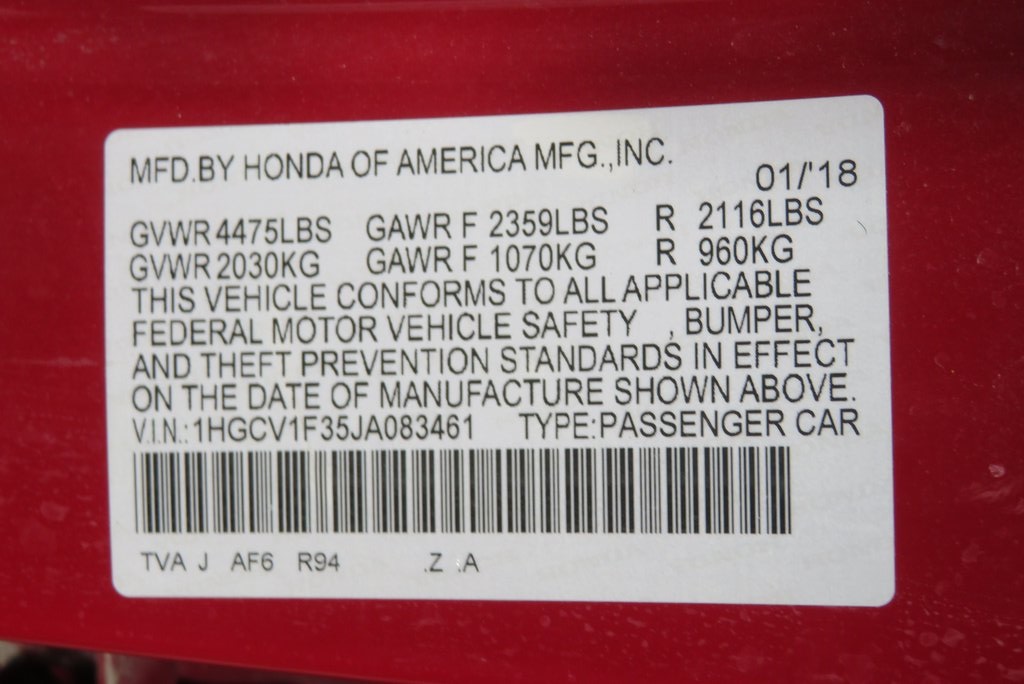 MFD.BY HONDA OF AMERICA MFG.,INC.
01/'18
GVWR 4475LBS GAWR F 2359LBS R 2116LBS
GVWR 2030KG GAWR F 1070KG R 960KG
THIS VEHICLE CONFORMS TO ALL APPLICABLE
FEDERAL MOTOR VEHICLE SAFETY , BUMPER,
AND THEFT PREVENTION STANDARDS IN EFFECT
ON THE DATE OF MANUFACTURE SHOWN ABOVE.
V.I.N.:1HGCV1F35JA083461 TYPE:PASSENGER CAR
TVA J AF6 R94 .Z .A